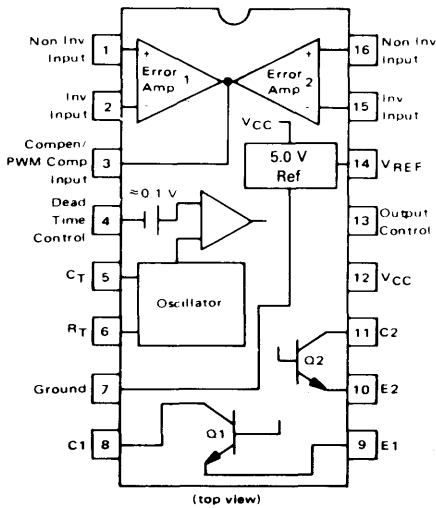 Non Inv
Input
1
+
Error
Amp 1
-
Inv
Input
2
Compen/
PWM Comp
Input
3
≈0.1 V
Dead
Time
Control
4
CT
5
Oscillator
RT
6
Ground
7
C1
8
Q1
16
Non Inv
Input
+
Error
Amp 2
-
15
Inv
Input
VCC
5.0 V
Ref
14
VREF
13
Output
Control
12
VCC
11
C2
Q2
10
E2
9
E1
(top view)